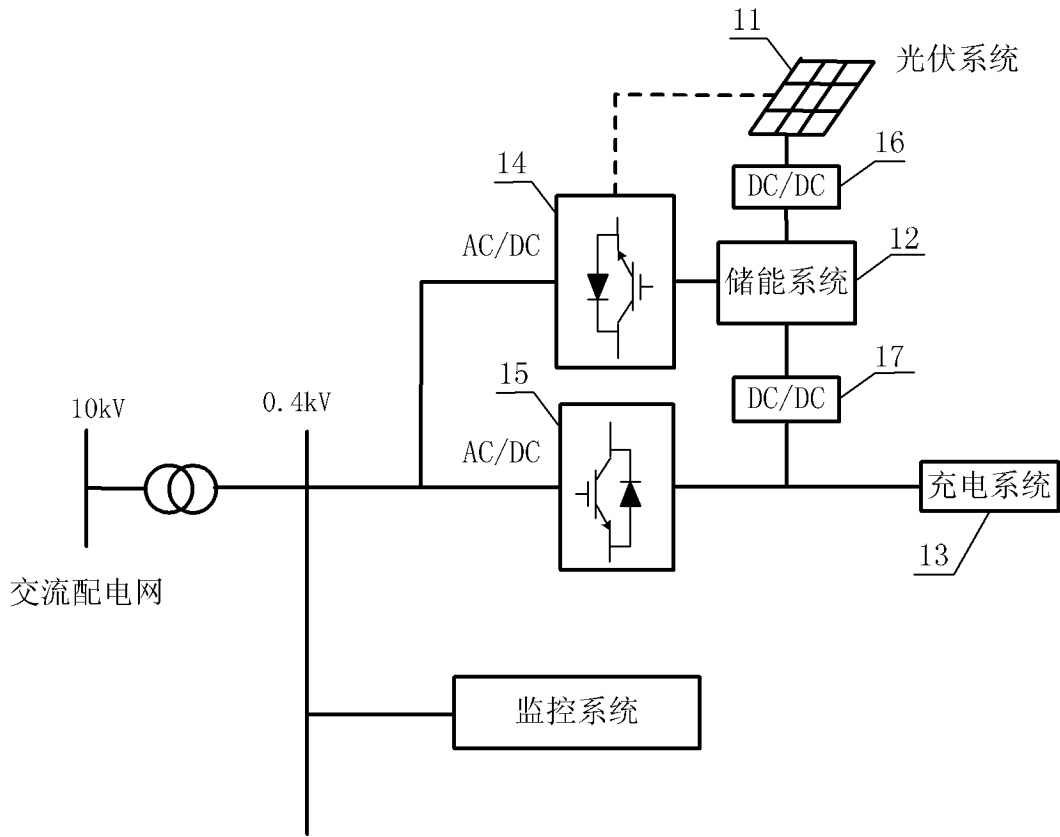 11
光伏系统
16
DC/DC
14
AC/DC
12
储能系统
17
DC/DC
15
10kV
0.4kV
AC/DC
充电系统
13
交流配电网
监控系统